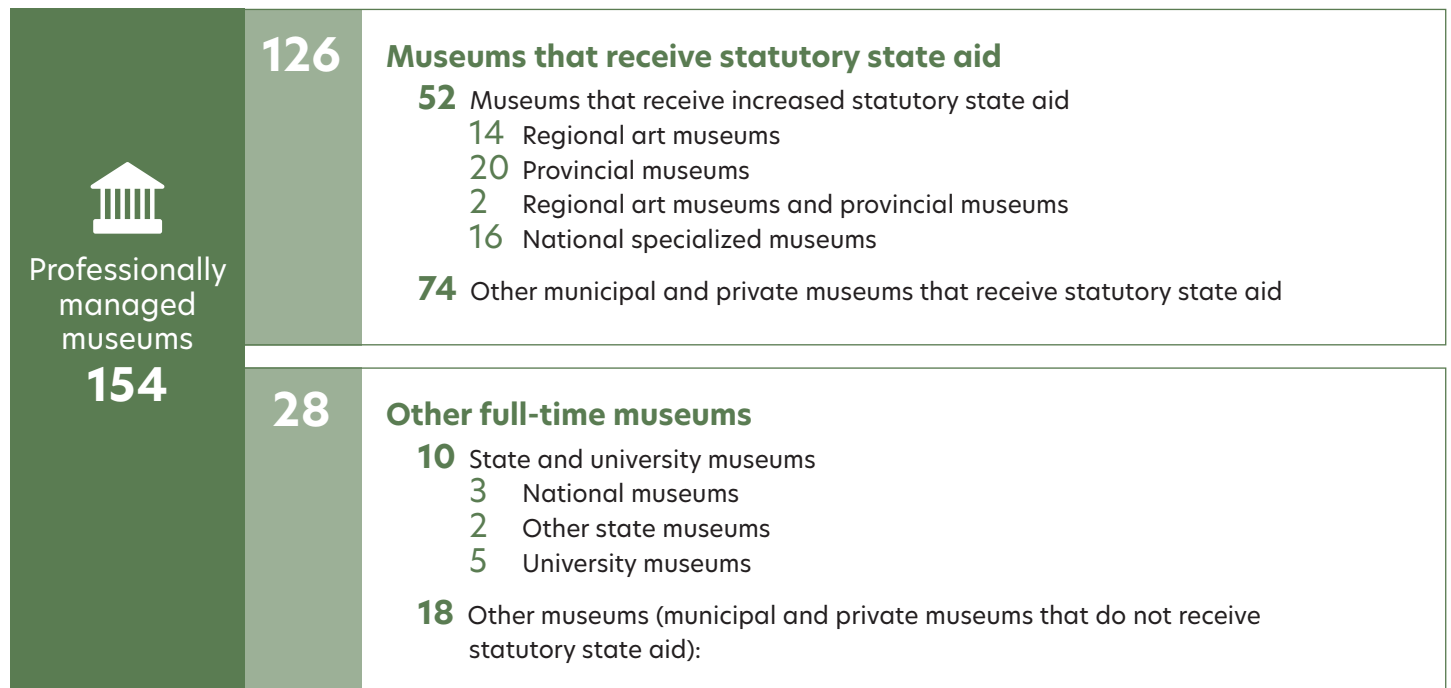 Professionally
managed
museums
154
126
Museums that receive statutory state aid
52 Museums that receive increased statutory state aid
14 Regional art museums
20 Provincial museums
2 Regional art museums and provincial museums
16 National specialized museums
74 Other municipal and private museums that receive statutory state aid
28
Other full-time museums
10 State and university museums
3 National museums
2 Other state museums
5 University museums
18 Other museums (municipal and private museums that do not receive
statutory state aid):